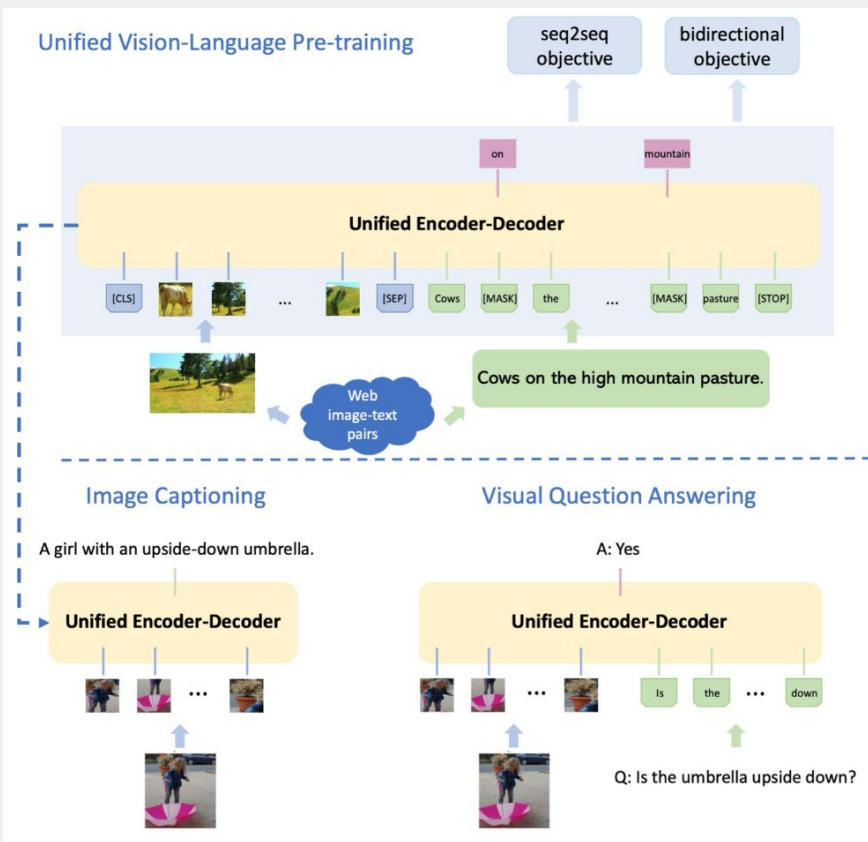 Unified Vision-Language Pre-training
seq2seq
objective
bidirectional
objective
on
mountain
Unified Encoder-Decoder
[CLS]
...
[SEP]
Cows
[MASK]
the
...
[MASK]
pasture
[STOP]
Web
image-text
pairs
Cows on the high mountain pasture.
Image Captioning
A girl with an upside-down umbrella.
Unified Encoder-Decoder
...
Visual Question Answering
A: Yes
Unified Encoder-Decoder
...
Is
the
...
down
Q: Is the umbrella upside down?